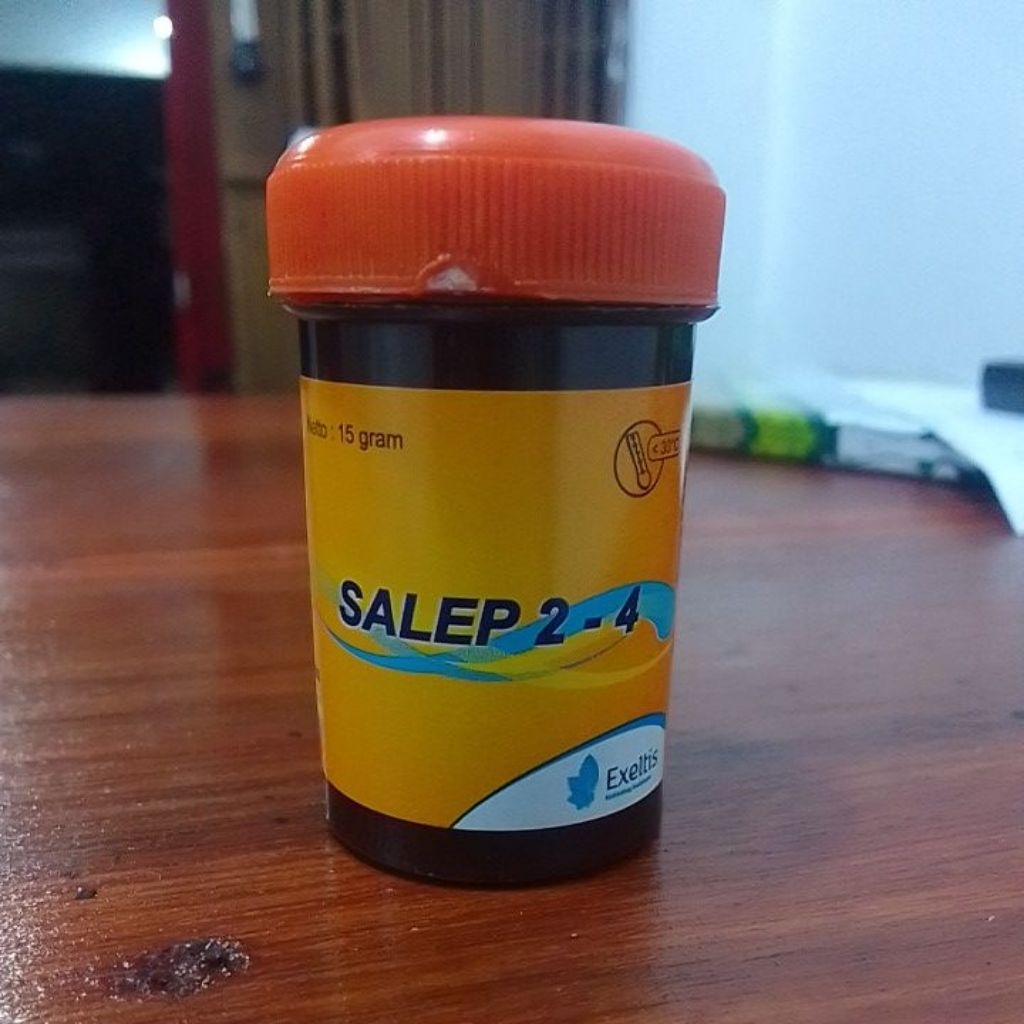 Netto : 15 gram
< 30°C
SALEP 2 - 4
Exeltis